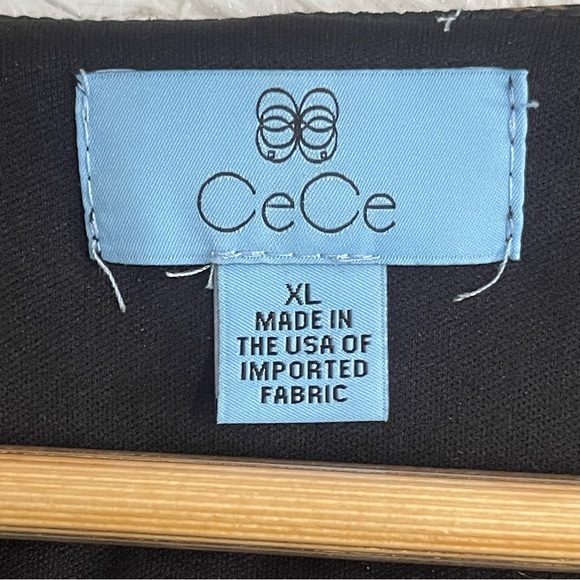 CeCe
XL
MADE IN
THE USA OF
IMPORTED
FABRIC